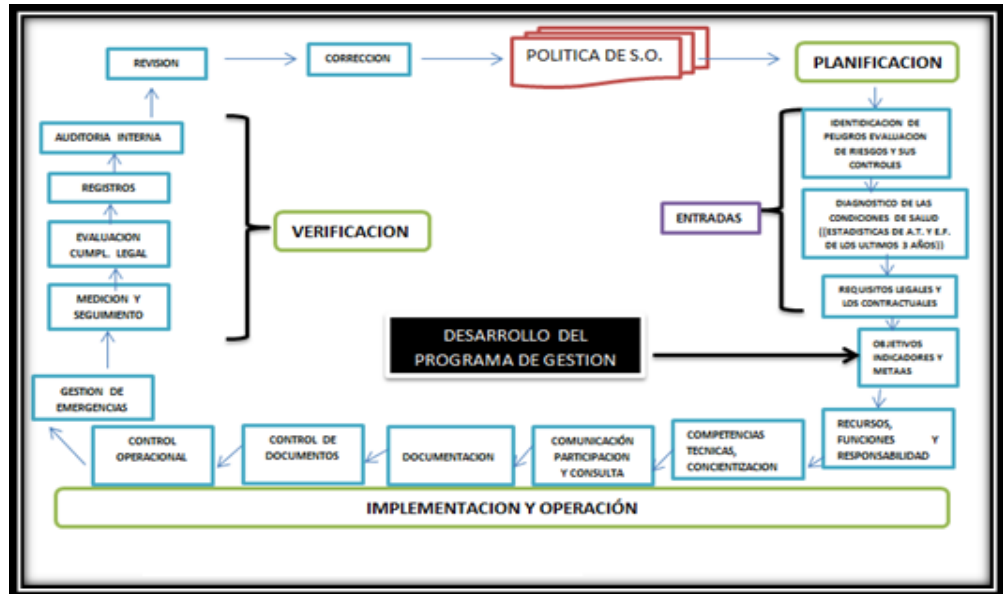 REVISION
CORRECCION
POLITICA DE S.O.
PLANIFICACION
IDENTIDICACION DE
PELIGROS EVALUACION
DE RIESGOS Y SUS
CONTROLES
ENTRADAS
DIAGNOSTICO DE LAS
CONDICIONES DE SALUD
((ESTADISTICAS DE A.T. Y E.F.
DE LOS ULTIMOS 3 AÑOS))
REQUISITOS LEGALES Y
LOS CONTRACTUALES
OBJETIVOS
INDICADORES Y
METAAS
DESARROLLO DEL
PROGRAMA DE GESTION
RECURSOS,
FUNCIONES Y
RESPONSABILIDAD
COMPETENCIAS
TECNICAS,
CONCIENTIZACION
COMUNICACIÓN
PARTICIPACION
Y CONSULTA
DOCUMENTACION
CONTROL DE
DOCUMENTOS
CONTROL
OPERACIONAL
IMPLEMENTACION Y OPERACIÓN
GESTION DE
EMERGENCIAS
MEDICION Y
SEGUIMIENTO
EVALUACION
CUMPL. LEGAL
REGISTROS
AUDITORIA INTERNA
VERIFICACION